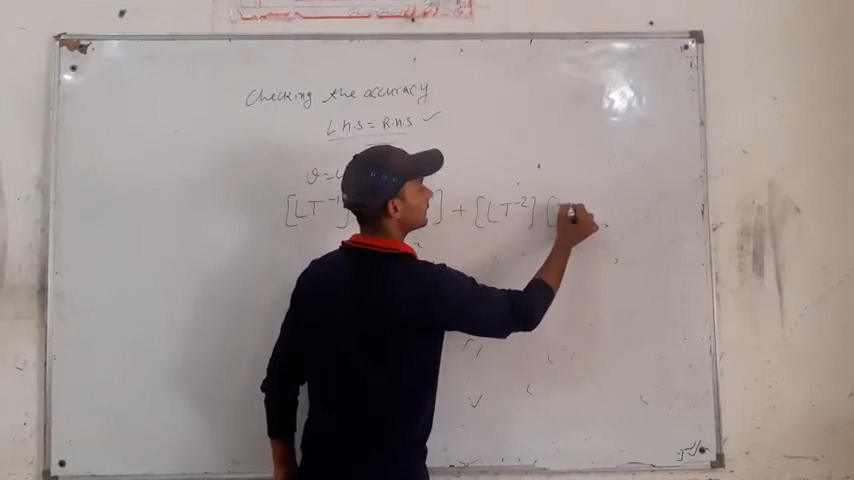 Checking the accuracy
L.H.S = R.H.S ✓
v = u
[LT⁻¹] ] + [LT⁻²] [T